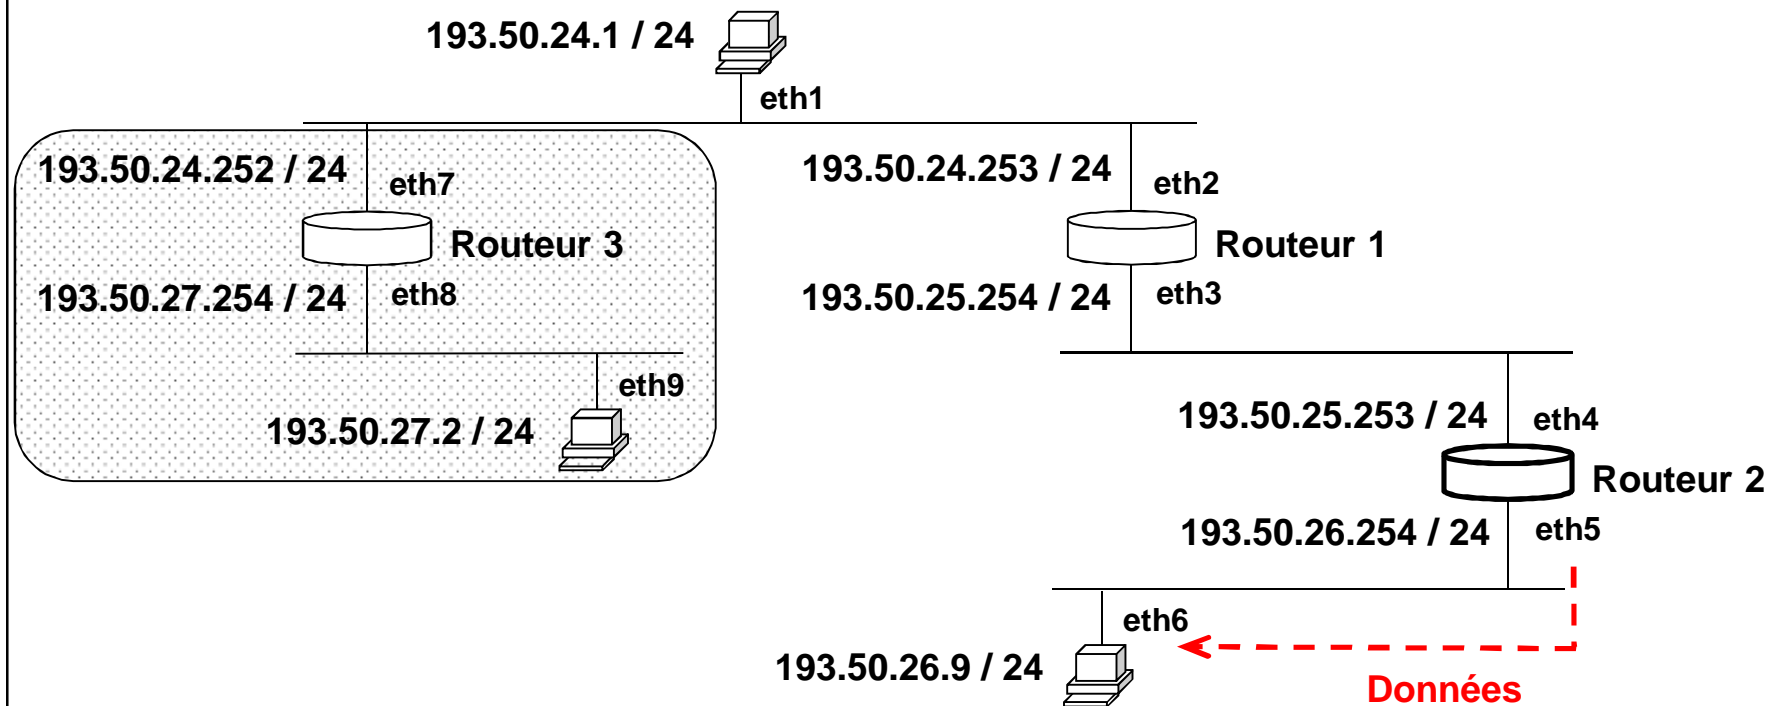 193.50.24.1 / 24
eth1
193.50.24.252 / 24
eth7
193.50.24.253 / 24
eth2
Routeur 3
Routeur 1
193.50.27.254 / 24
eth8
193.50.25.254 / 24
eth3
eth9
193.50.27.2 / 24
193.50.25.253 / 24
eth4
Routeur 2
193.50.26.254 / 24
eth5
eth6
193.50.26.9 / 24
Données